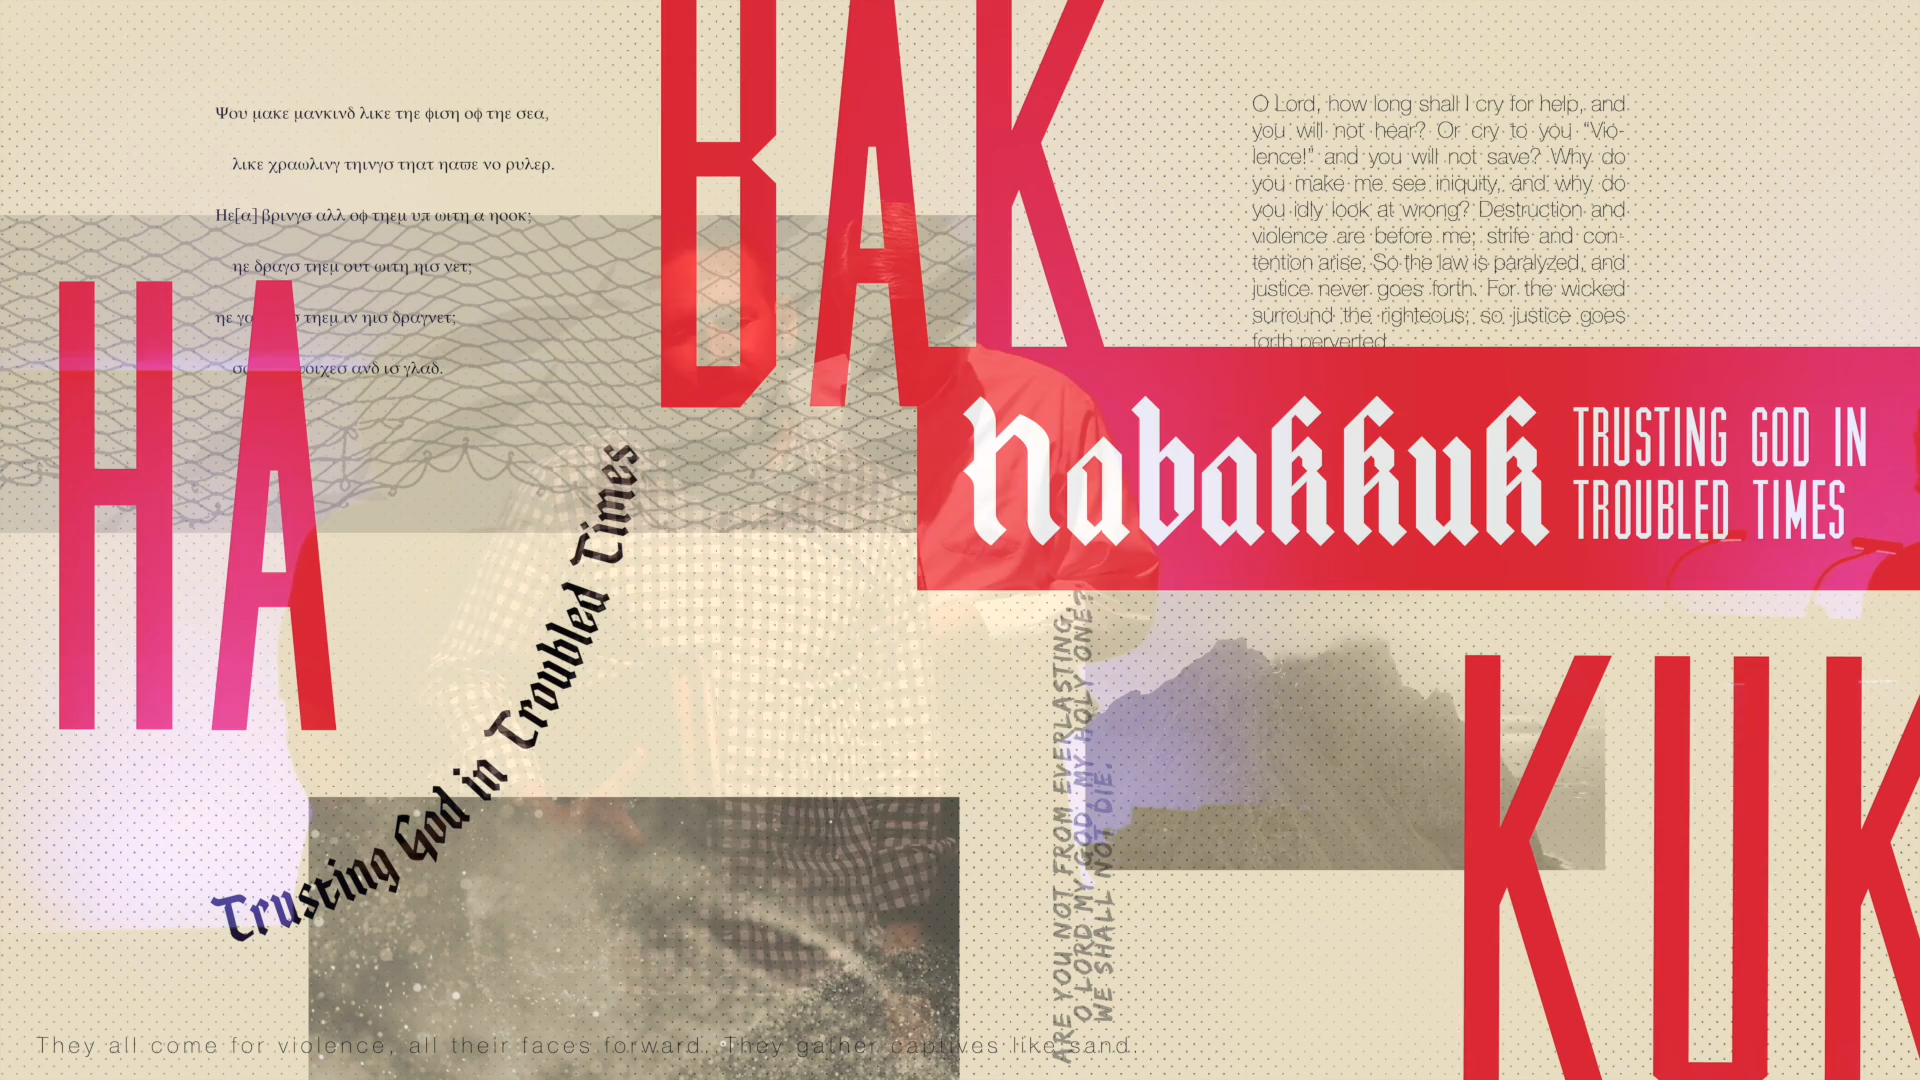 Ψου μακε μανκινδ λικε τηε φιση οφ τηε σεα,
λικε χραωλινγ τηινγσ τηατ ηαϖε νο ρυλερ.
Ηε[α] βρινγσ αλλ οφ τηεμ υπ ωιτη α ηοοκ;
ηε δραγσ τηεμ ουτ ωιτη ηισ νετ;
τηεμ ιν ηισ δραγνετ;
ανδ ισ γλαδ.
HA
BAK
KUK
O Lord, how long shall I cry for help, and
you will not hear? Or cry to you “Vio-
lence!” and you will not save? Why do
you make me see iniquity, and why do
you idly look at wrong? Destruction and
violence are before me; strife and con-
tention arise. So the law is paralyzed, and
justice never goes forth. For the wicked
surround the righteous; so justice goes
forth perverted.
habakkuk
TRUSTING GOD IN
TROUBLED TIMES
Trusting God in Troubled Times
ARE YOU NOT FROM EVERLASTING,
O LORD MY GOD, MY HOLY ONE?
WE SHALL NOT DIE.
They all come for violence, all their faces forward. They gather captives like sand.